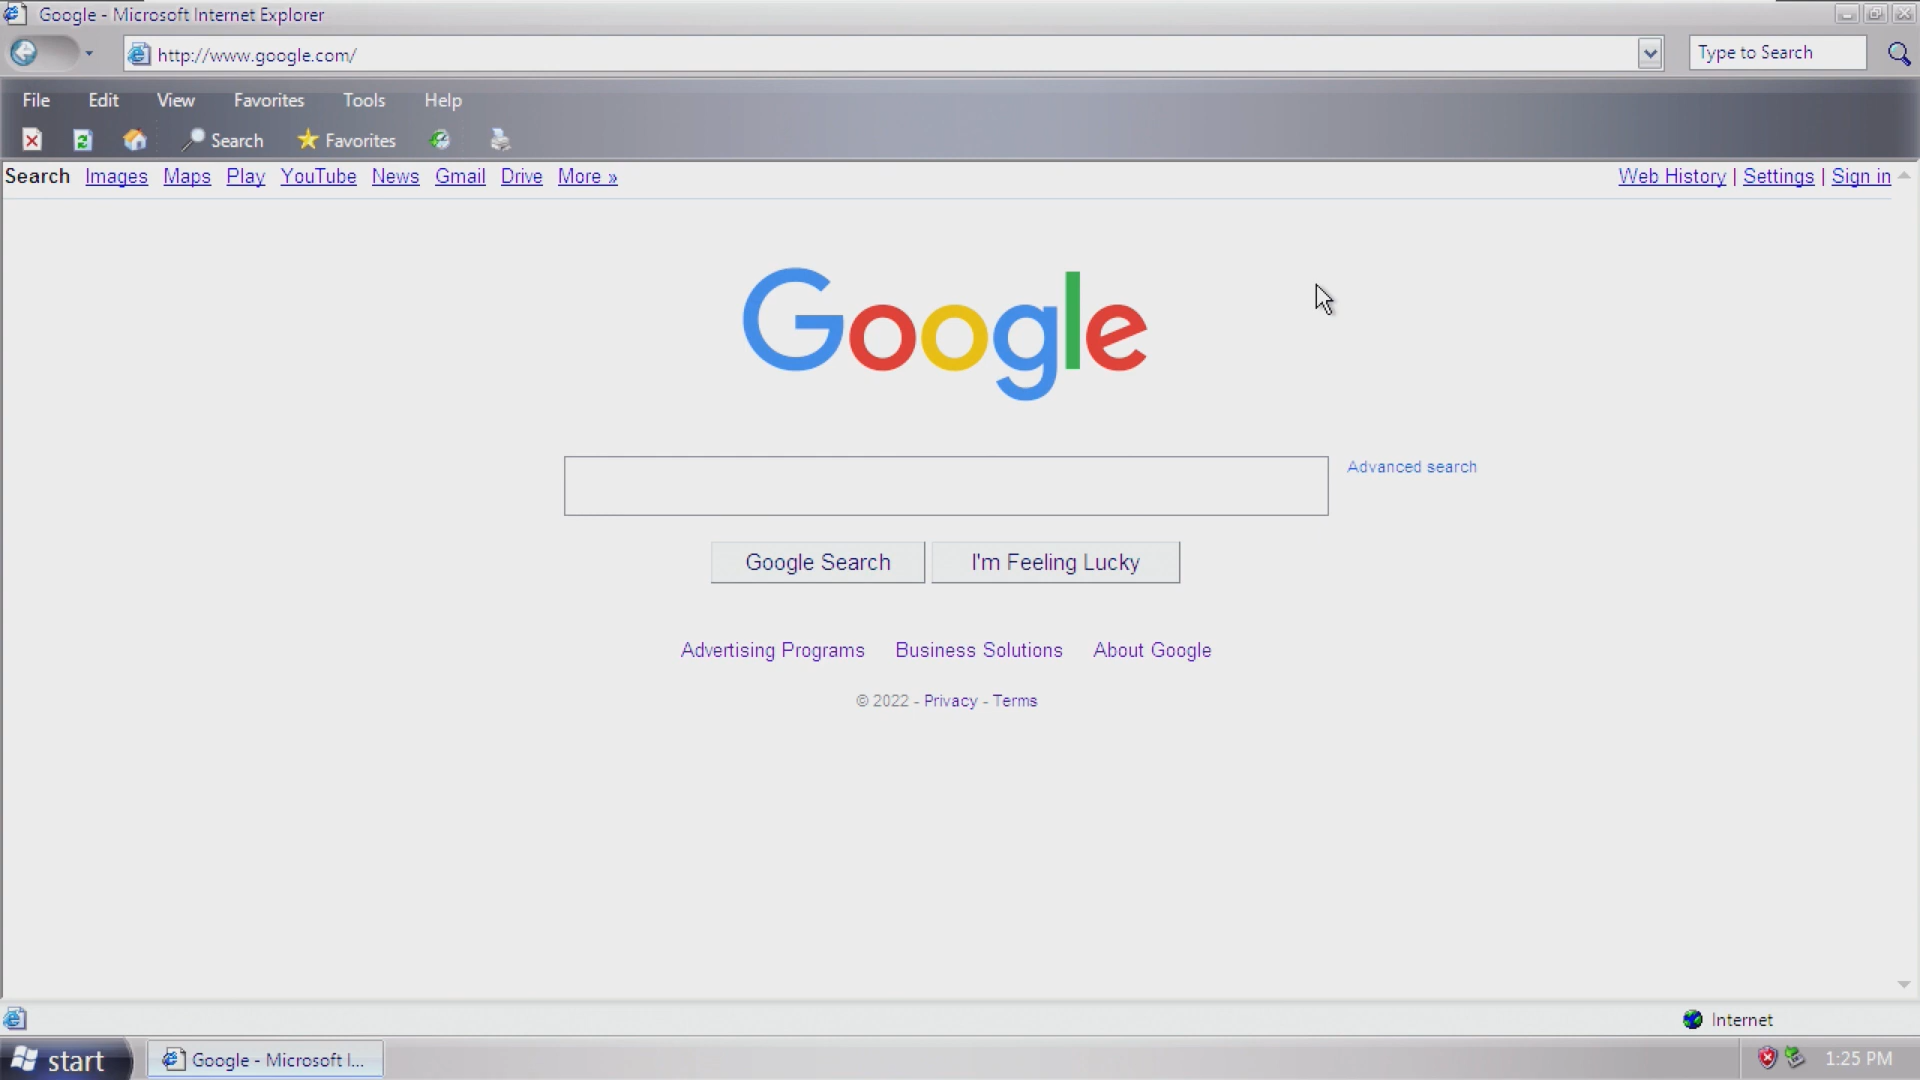 Google - Microsoft Internet Explorer
http://www.google.com/
Type to Search
File Edit View Favorites Tools Help
Search Favorites
Search Images Maps Play YouTube News Gmail Drive More »
Web History | Settings | Sign in
Google
Advanced search
Google Search I'm Feeling Lucky
Advertising Programs Business Solutions About Google
© 2022 - Privacy - Terms
Internet
start Google - Microsoft I... 1:25 PM